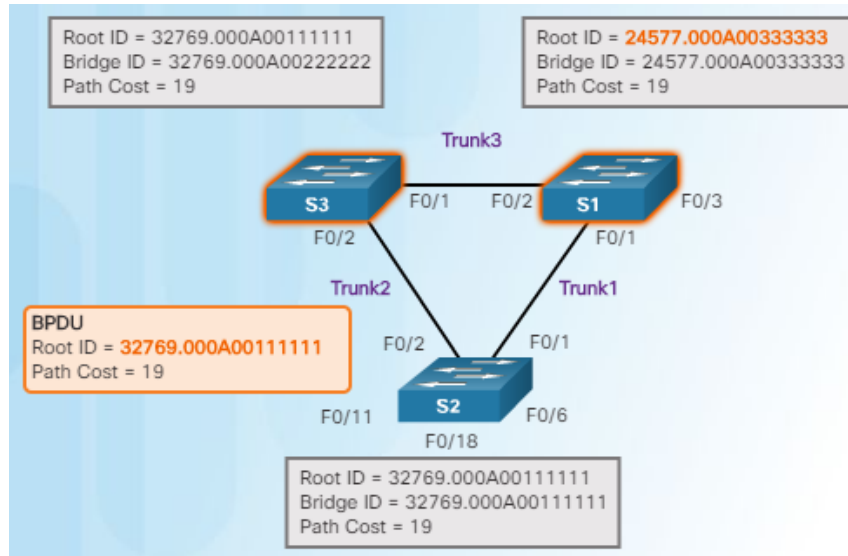 Root ID = 32769.000A00111111
Bridge ID = 32769.000A00222222
Path Cost = 19
Root ID = 24577.000A00333333
Bridge ID = 24577.000A00333333
Path Cost = 19
Trunk3
S3
F0/1
F0/2
S1
F0/3
F0/2
F0/1
Trunk2
Trunk1
BPDU
Root ID = 32769.000A00111111
Path Cost = 19
F0/2
F0/1
S2
F0/11
F0/6
F0/18
Root ID = 32769.000A00111111
Bridge ID = 32769.000A00111111
Path Cost = 19